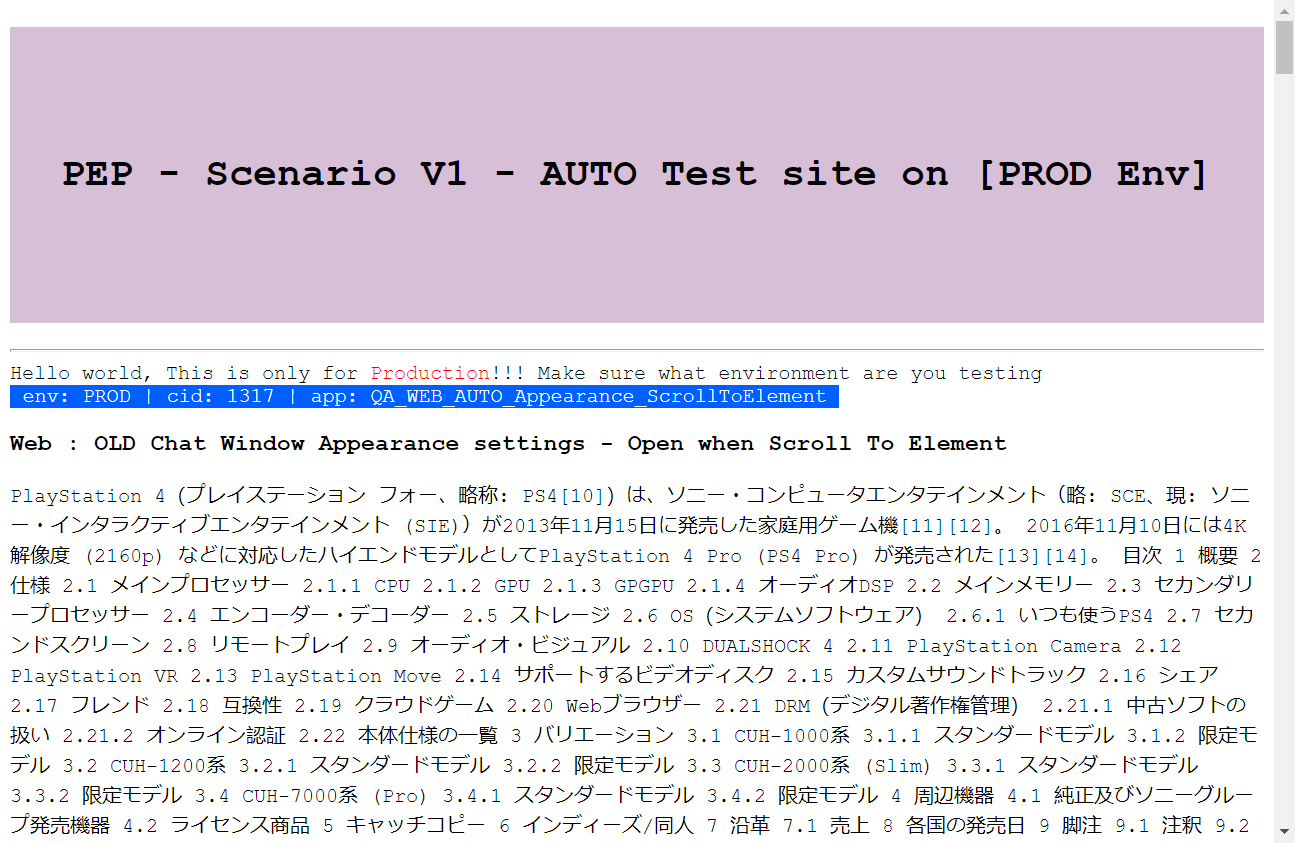 PEP - Scenario V1 - AUTO Test site on [PROD Env]
Hello world, This is only for Production!!! Make sure what environment are you testing
env: PROD | cid: 1317 | app: QA_WEB_AUTO_Appearance_ScrollToElement
Web : OLD Chat Window Appearance settings - Open when Scroll To Element
PlayStation 4 (プレイステーション フォー、略称: PS4[10]) は、ソニー・コンピュータエンタテインメント（略: SCE、現: ソニ
ー・インタラクティブエンタテインメント (SIE)）が2013年11月15日に発売した家庭用ゲーム機[11][12]。 2016年11月10日には4K
解像度 (2160p) などに対応したハイエンドモデルとしてPlayStation 4 Pro (PS4 Pro) が発売された[13][14]。 目次 1 概要 2
仕様 2.1 メインプロセッサー 2.1.1 CPU 2.1.2 GPU 2.1.3 GPGPU 2.1.4 オーディオDSP 2.2 メインメモリー 2.3 セカンダリ
ープロセッサー 2.4 エンコーダー・デコーダー 2.5 ストレージ 2.6 OS (システムソフトウェア) 2.6.1 いつも使うPS4 2.7 セカ
ンドスクリーン 2.8 リモートプレイ 2.9 オーディオ・ビジュアル 2.10 DUALSHOCK 4 2.11 PlayStation Camera 2.12
PlayStation VR 2.13 PlayStation Move 2.14 サポートするビデオディスク 2.15 カスタムサウンドトラック 2.16 シェア
2.17 フレンド 2.18 互換性 2.19 クラウドゲーム 2.20 Webブラウザー 2.21 DRM (デジタル著作権管理) 2.21.1 中古ソフトの
扱い 2.21.2 オンライン認証 2.22 本体仕様の一覧 3 バリエーション 3.1 CUH-1000系 3.1.1 スタンダードモデル 3.1.2 限定モ
デル 3.2 CUH-1200系 3.2.1 スタンダードモデル 3.2.2 限定モデル 3.3 CUH-2000系 (Slim) 3.3.1 スタンダードモデル
3.3.2 限定モデル 3.4 CUH-7000系 (Pro) 3.4.1 スタンダードモデル 3.4.2 限定モデル 4 周辺機器 4.1 純正及びソニーグルー
プ発売機器 4.2 ライセンス商品 5 キャッチコピー 6 インディーズ/同人 7 沿革 7.1 売上 8 各国の発売日 9 脚注 9.1 注釈 9.2